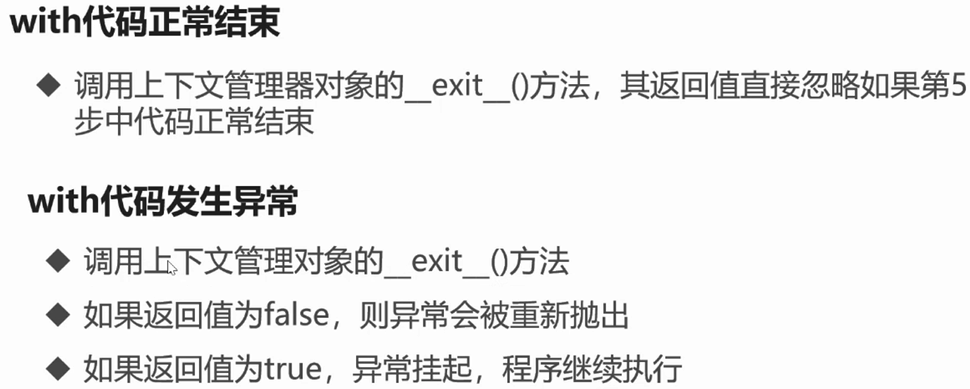 with代码正常结束
◆ 调用上下文管理器对象的__exit__()方法，其返回值直接忽略如果第5
步中代码正常结束
with代码发生异常
◆ 调用上下文管理对象的__exit__()方法
◆ 如果返回值为false，则异常会被重新抛出
◆ 如果返回值为true，异常挂起，程序继续执行